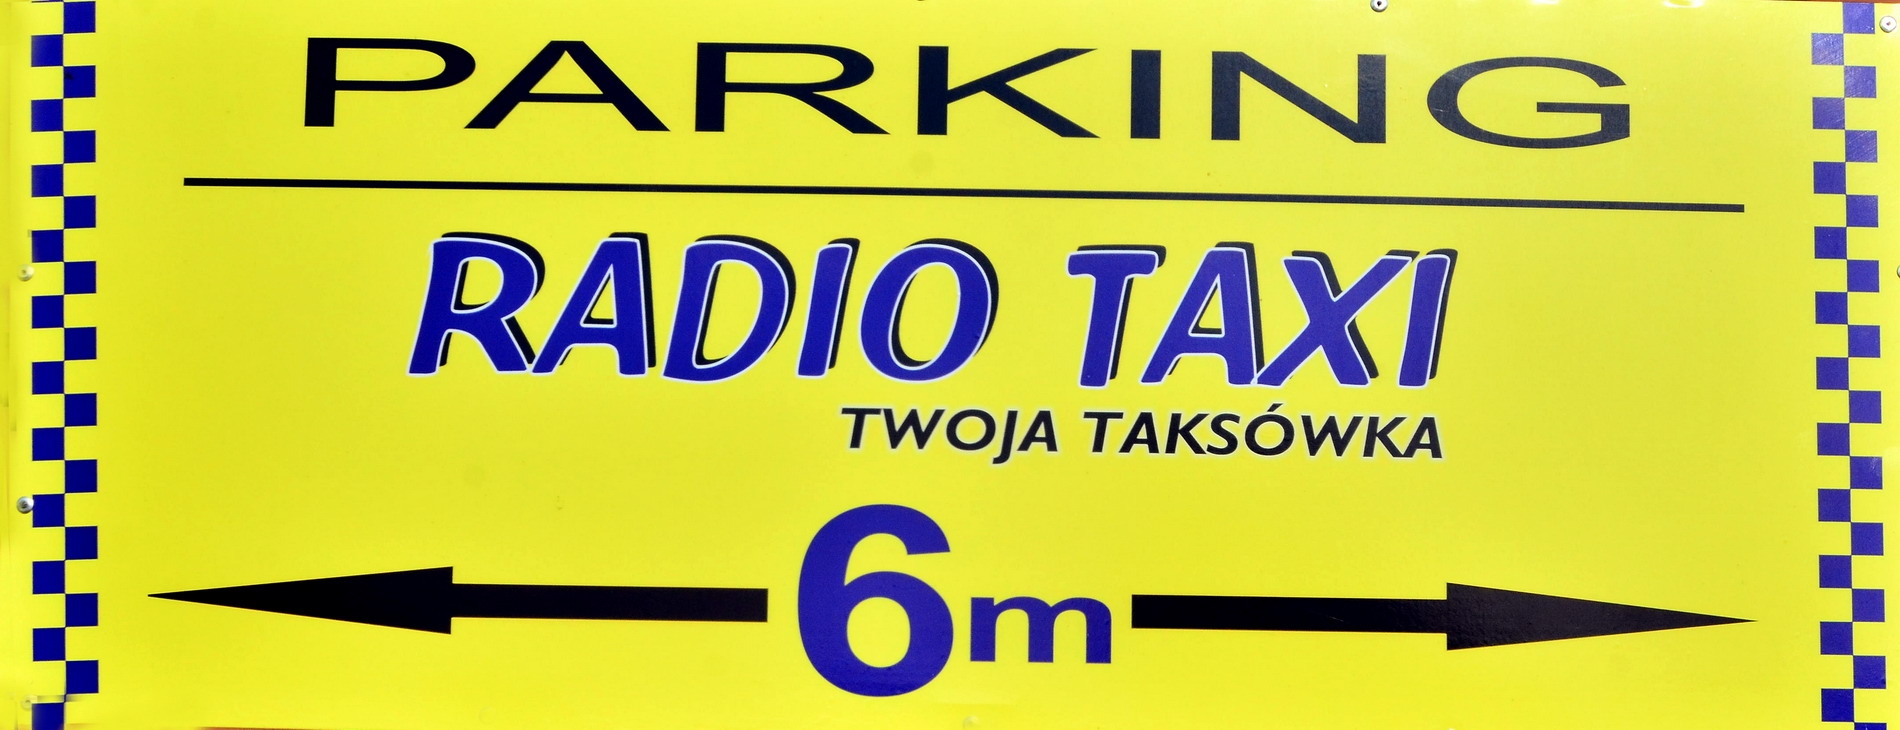 PARKING
RADIO TAXI
TWOJA TAKSÓWKA
6m